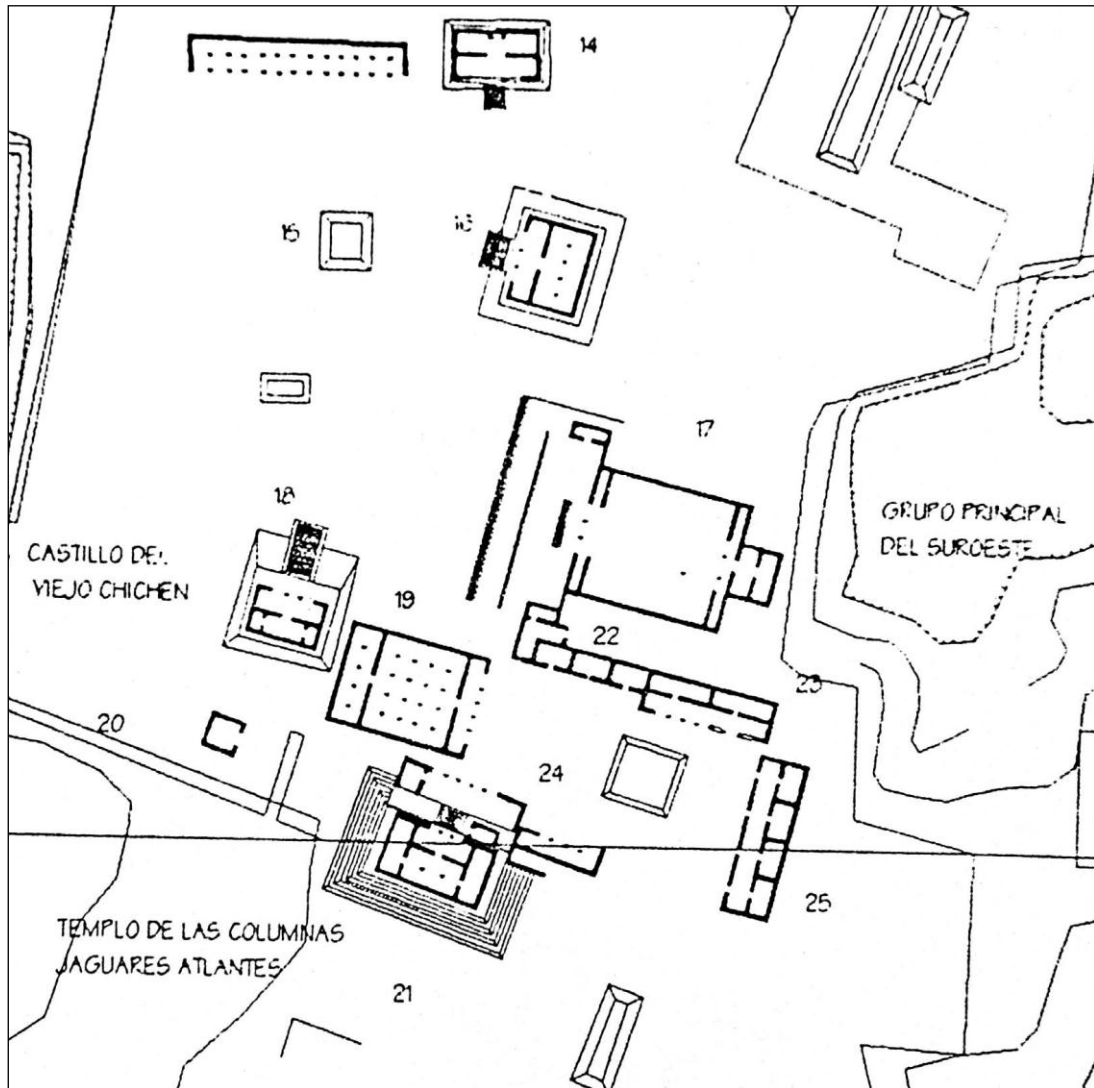 14
15
16
17
GRUPO PRINCIPAL
DEL SUROESTE
18
CASTILLO DEL
VIEJO CHICHEN
19
22
23
20
24
25
TEMPLO DE LAS COLUMNAS
JAGUARES ATLANTES
21